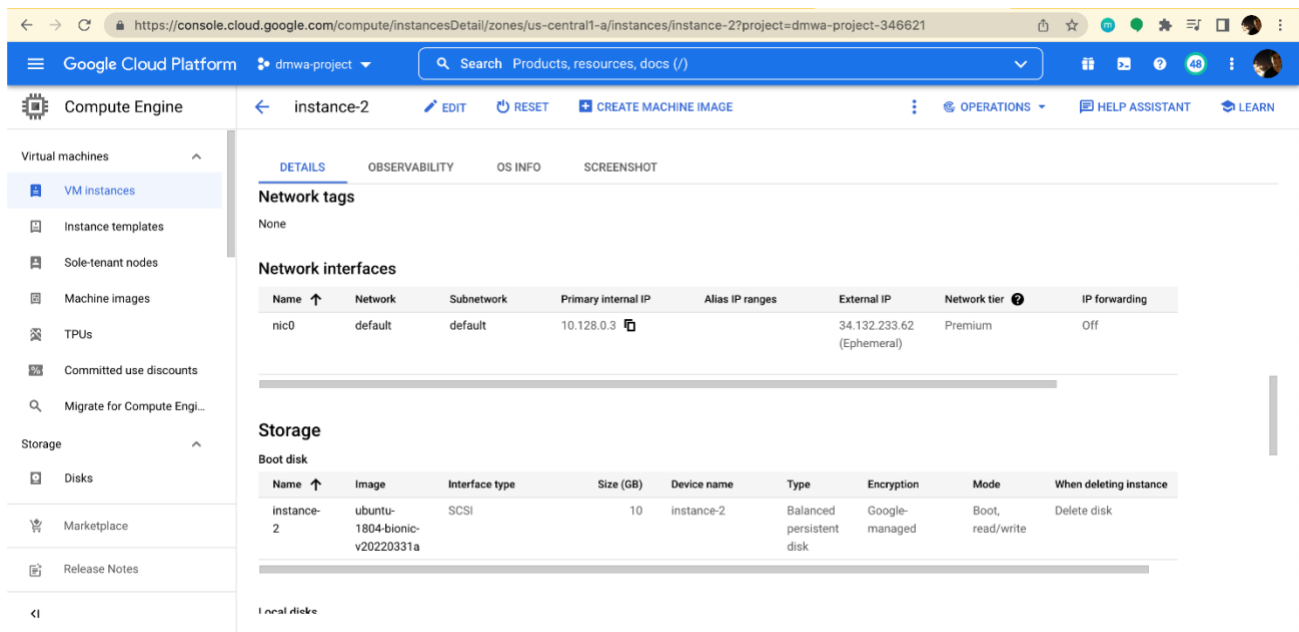 https://console.cloud.google.com/compute/instancesDetail/zones/us-central1-a/instances/instance-2?project=dmwa-project-346621
Google Cloud Platform dmwa-project Search Products, resources, docs (/) 48
Compute Engine instance-2 EDIT RESET CREATE MACHINE IMAGE OPERATIONS HELP ASSISTANT LEARN
Virtual machines
VM instances
Instance templates
Sole-tenant nodes
Machine images
TPUs
Committed use discounts
Migrate for Compute Engi...
Storage
Disks
Marketplace
Release Notes
DETAILS OBSERVABILITY OS INFO SCREENSHOT
Network tags
None
Network interfaces
Name Network Subnetwork Primary internal IP Alias IP ranges External IP Network tier IP forwarding
nic0 default default 10.128.0.3 34.132.233.62 Premium Off
(Ephemeral)
Storage
Boot disk
Name Image Interface type Size (GB) Device name Type Encryption Mode When deleting instance
instance- ubuntu- SCSI 10 instance-2 Balanced Google- Boot, Delete disk
2 1804-bionic- persistent managed read/write
v20220331a disk
Local disks